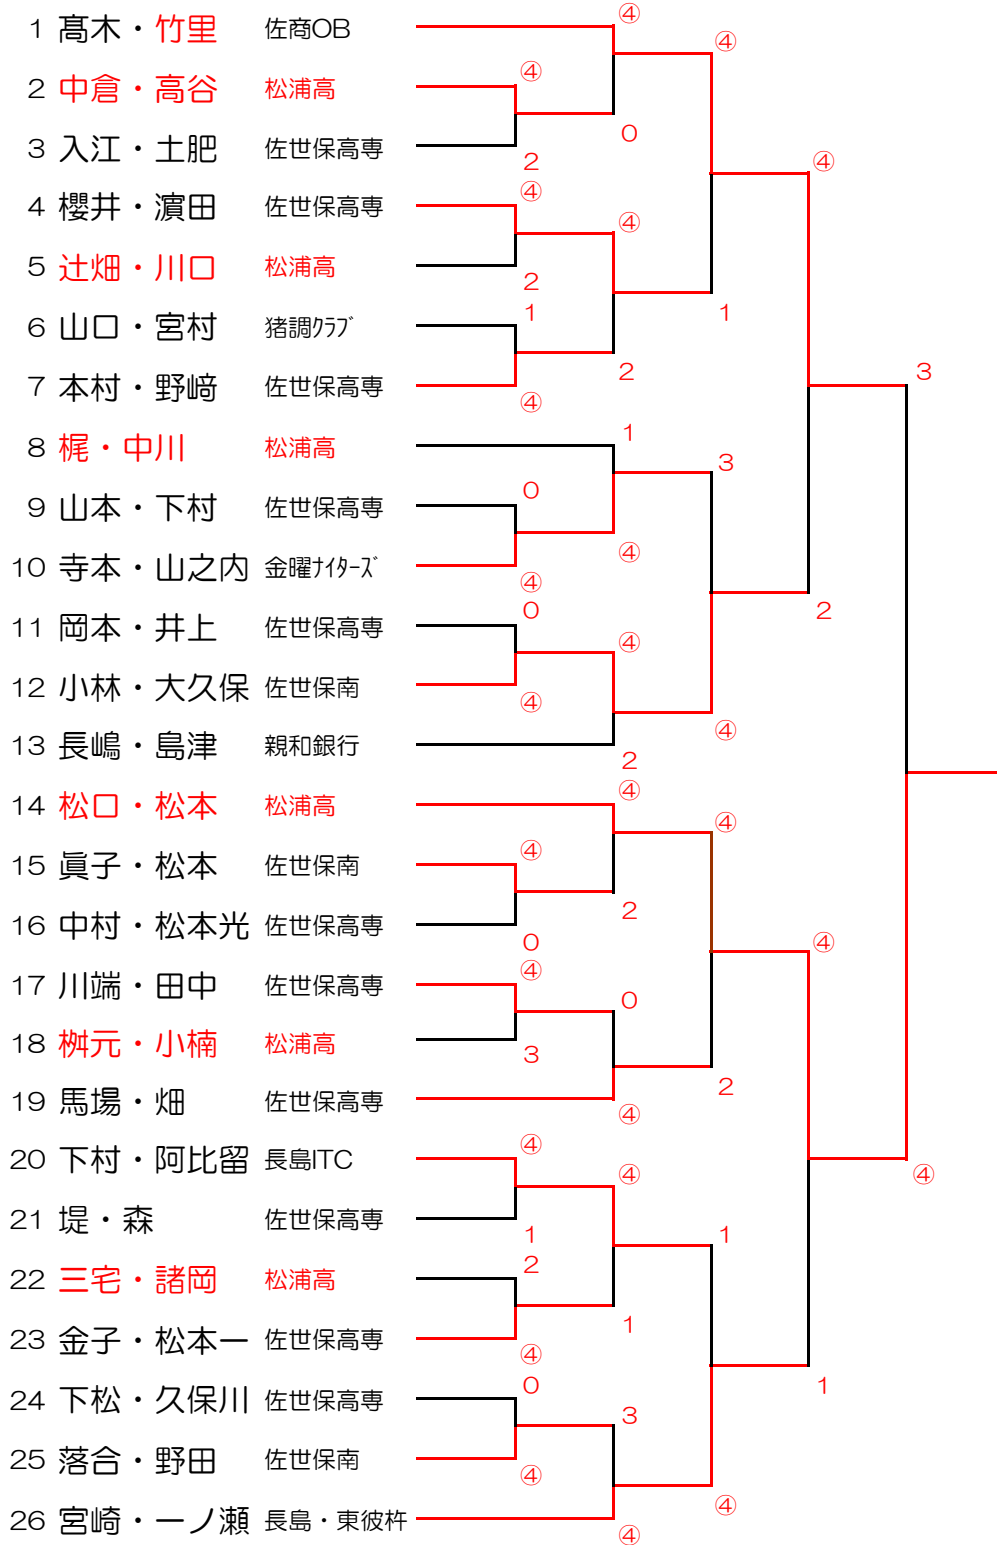 1 髙木・竹里 佐商OB ④
④
2 中倉・高谷 松浦高 ④
0
3 入江・土肥 佐世保高専 2
④
4 櫻井・濵田 佐世保高専 ④ ④
5 辻畑・川口 松浦高 2
6 山口・宮村 猪調ｸﾗﾌﾞ 1 1
2 3
7 本村・野﨑 佐世保高専 ④
8 梶・中川 松浦高 1 3
9 山本・下村 佐世保高専 0
④
10 寺本・山之内 金曜ﾅｲﾀｰｽﾞ ④
11 岡本・井上 佐世保高専 0 ④ 2
12 小林・大久保 佐世保南 ④
④
13 長嶋・島津 親和銀行 2
14 松口・松本 松浦高 ④ ④
15 眞子・松本 佐世保南 ④
2
16 中村・松本光 佐世保高専 0 ④
17 川端・田中 佐世保高専 ④ 0
18 桝元・小楠 松浦高 3
2
19 馬場・畑 佐世保高専 ④
20 下村・阿比留 長島ITC ④ ④ ④
21 堤・森 佐世保高専 1 1
22 三宅・諸岡 松浦高 2
1
23 金子・松本一 佐世保高専 ④
24 下松・久保川 佐世保高専 0 3 1
25 落合・野田 佐世保南 ④
④
26 宮崎・一ノ瀬 長島・東彼杵 ④